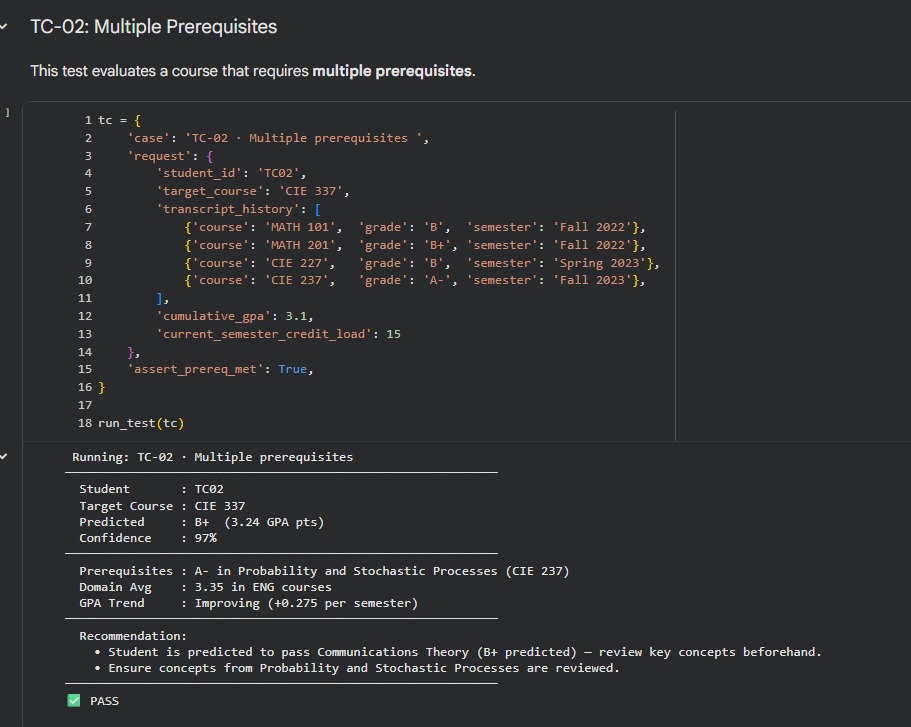 TC-02: Multiple Prerequisites
This test evaluates a course that requires multiple prerequisites.
]
1 tc = {
2     'case': 'TC-02 · Multiple prerequisites ',
3     'request': {
4         'student_id': 'TC02',
5         'target_course': 'CIE 337',
6         'transcript_history': [
7             {'course': 'MATH 101',  'grade': 'B',  'semester': 'Fall 2022'},
8             {'course': 'MATH 201',  'grade': 'B+', 'semester': 'Fall 2022'},
9             {'course': 'CIE 227',   'grade': 'B',  'semester': 'Spring 2023'},
10             {'course': 'CIE 237',   'grade': 'A-', 'semester': 'Fall 2023'},
11         ],
12         'cumulative_gpa': 3.1,
13         'current_semester_credit_load': 15
14     },
15     'assert_prereq_met': True,
16 }
17
18 run_test(tc)
Running: TC-02 · Multiple prerequisites
Student       : TC02
Target Course : CIE 337
Predicted     : B+  (3.24 GPA pts)
Confidence    : 97%
Prerequisites : A- in Probability and Stochastic Processes (CIE 237)
Domain Avg    : 3.35 in ENG courses
GPA Trend     : Improving (+0.275 per semester)
Recommendation:
• Student is predicted to pass Communications Theory (B+ predicted) — review key concepts beforehand.
• Ensure concepts from Probability and Stochastic Processes are reviewed.
✅ PASS